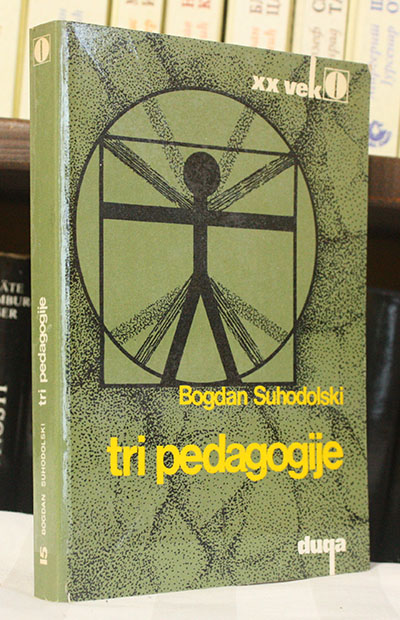 xx vek
Bogdan Suhodolski
tri pedagogije
duga
15 BOGDAN SUHODOLSKI tri pedagogije